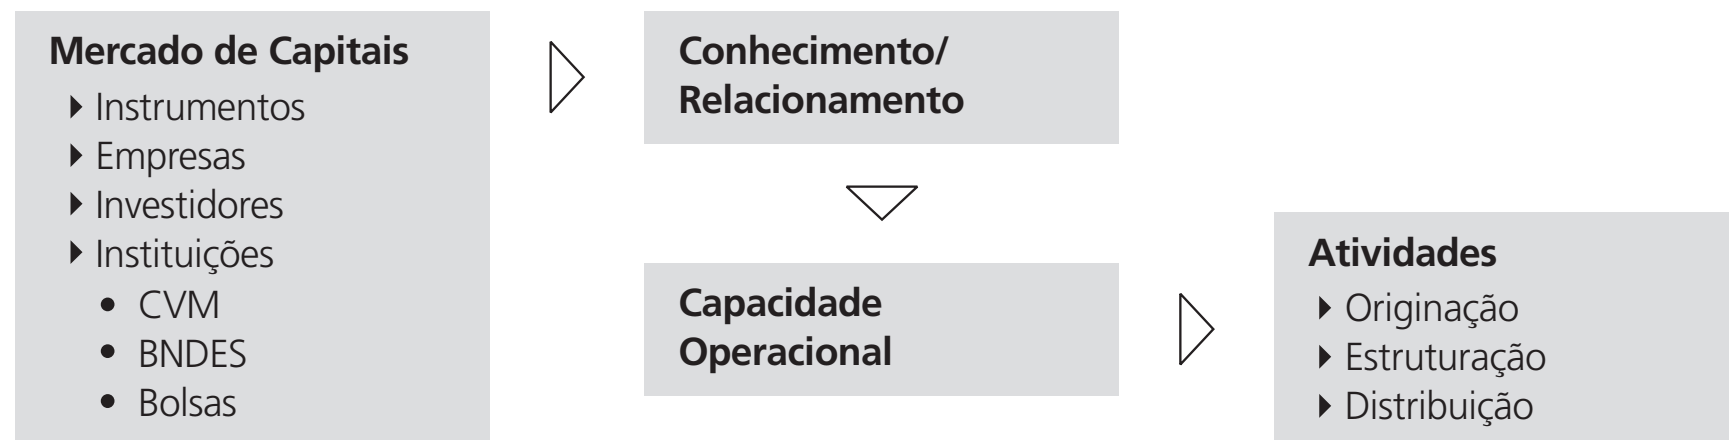 Mercado de Capitais
Instrumentos
Empresas
Investidores
Instituições
• CVM
• BNDES
• Bolsas
Conhecimento/
Relacionamento
Capacidade
Operacional
Atividades
Originação
Estruturação
Distribuição